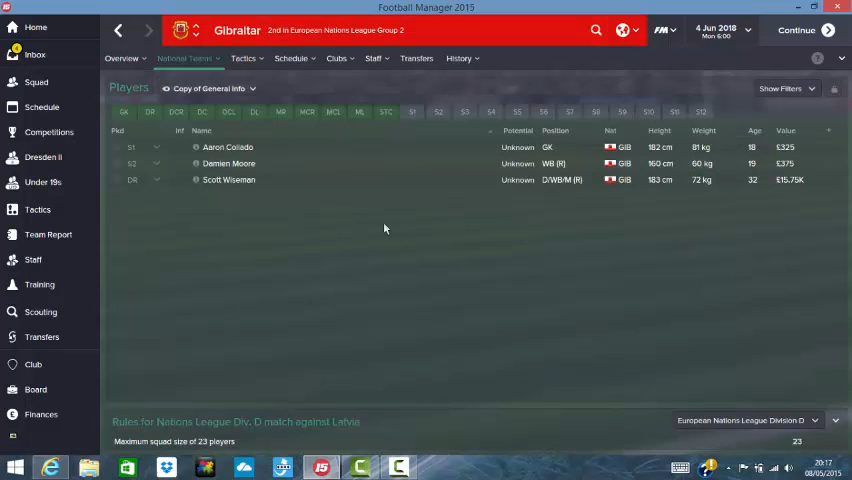 Football Manager 2015
Home
Gibraltar 2nd in European Nations League Group 2 FM 4 Jun 2018 Mon 6:00 Continue
4 Inbox
Overview National Teams Tactics Schedule Clubs Staff Transfers History ?
Squad
Players Copy of General Info Show Filters
Schedule
GK DR DCR DC DCL DL MR MCR MCL ML STC S1 S2 S3 S4 S5 S6 S7 S8 S9 S10 S11 S12
Competitions
Pkd Inf Name Potential Position Nat Height Weight Age Value +
S1 Aaron Collado Unknown GK GIB 182 cm 81 kg 18 £325
Dresden II
S2 Damien Moore Unknown WB (R) GIB 160 cm 60 kg 19 £375
Under 19s
DR Scott Wiseman Unknown D/WB/M (R) GIB 183 cm 72 kg 32 £15.75K
Tactics
Team Report
Staff
Training
Scouting
Transfers
Club
Board
Finances
Rules for Nations League Div. D match against Latvia European Nations League Division D
Maximum squad size of 23 players 23
15
20:17
08/05/2015